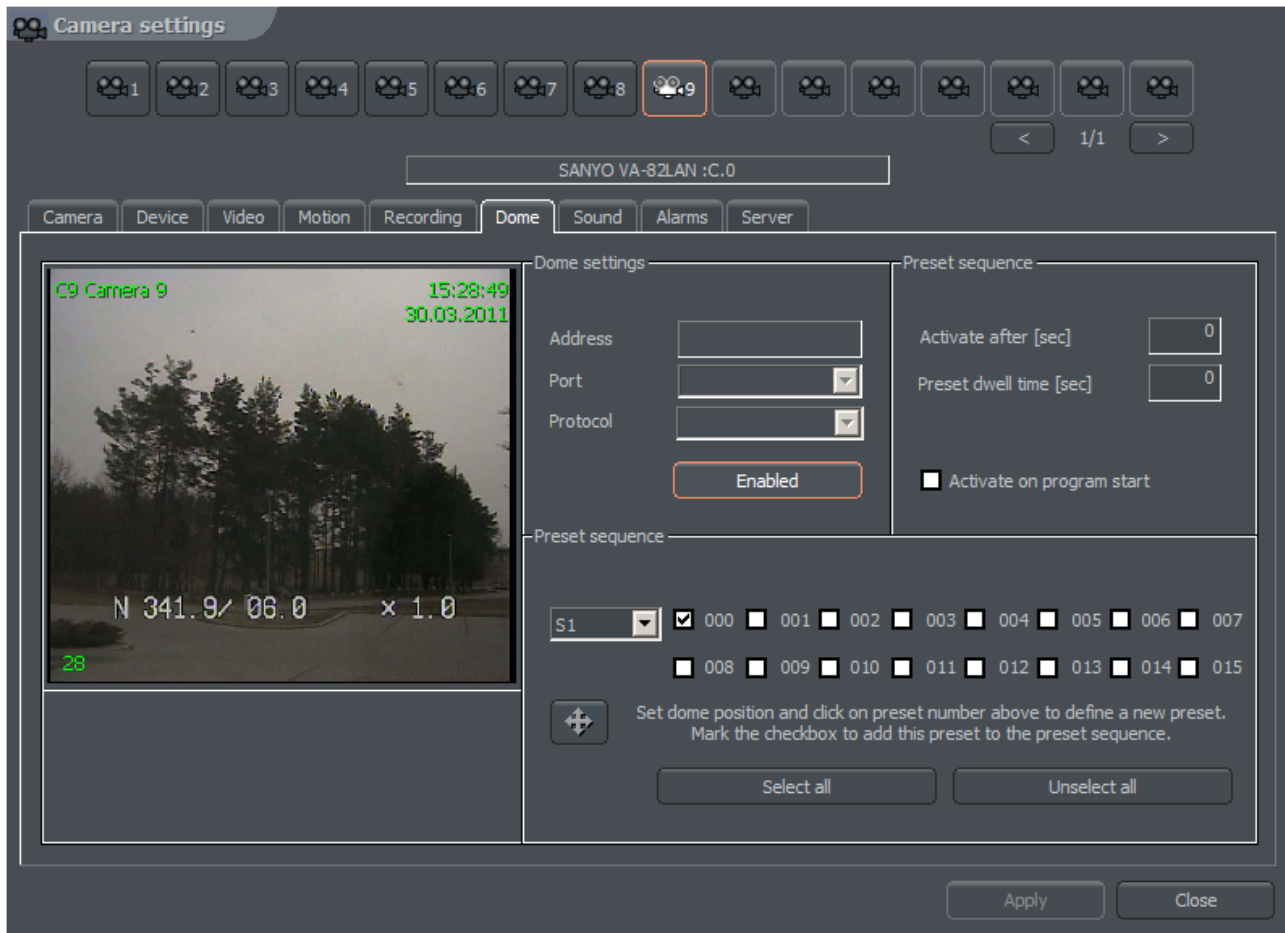 Camera settings
1 2 3 4 5 6 7 8 9
< 1/1 >
SANYO VA-82LAN :C.0
Camera Device Video Motion Recording Dome Sound Alarms Server
C9 Camera 9
15:28:49
30.03.2011
N 341.9/ 06.0 x 1.0
28
Dome settings
Address
Port
Protocol
Enabled
Preset sequence
Activate after [sec] 0
Preset dwell time [sec] 0
Activate on program start
Preset sequence
S1 000 001 002 003 004 005 006 007
008 009 010 011 012 013 014 015
Set dome position and click on preset number above to define a new preset.
Mark the checkbox to add this preset to the preset sequence.
Select all Unselect all
Apply Close